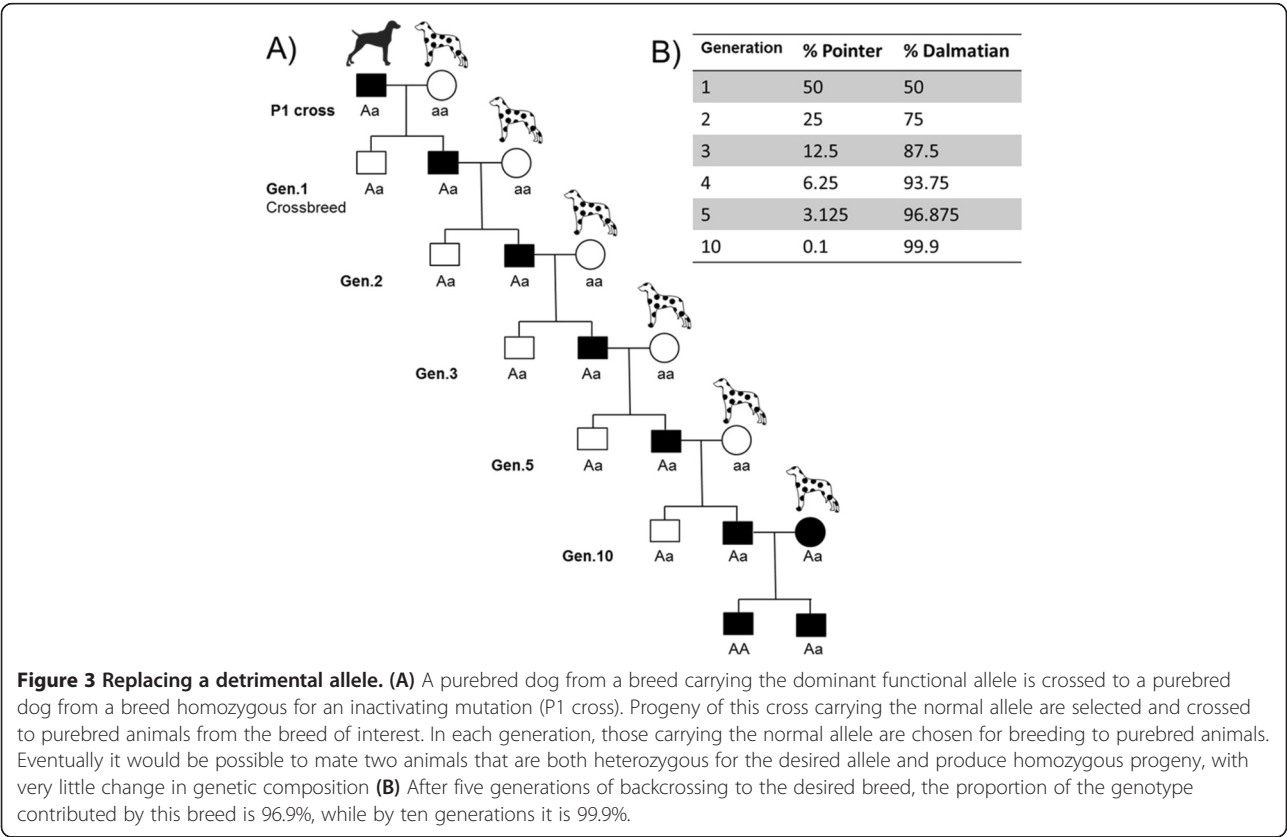 A)
P1 cross
Aa
aa
Gen.1
Crossbreed
Aa
Aa
aa
Gen.2
Aa
Aa
aa
Gen.3
Aa
Aa
aa
Gen.5
Aa
Aa
aa
Gen.10
Aa
Aa
Aa
AA
Aa
B)
Generation % Pointer % Dalmatian
1 50 50
2 25 75
3 12.5 87.5
4 6.25 93.75
5 3.125 96.875
10 0.1 99.9
Figure 3 Replacing a detrimental allele. (A) A purebred dog from a breed carrying the dominant functional allele is crossed to a purebred
dog from a breed homozygous for an inactivating mutation (P1 cross). Progeny of this cross carrying the normal allele are selected and crossed
to purebred animals from the breed of interest. In each generation, those carrying the normal allele are chosen for breeding to purebred animals.
Eventually it would be possible to mate two animals that are both heterozygous for the desired allele and produce homozygous progeny, with
very little change in genetic composition (B) After five generations of backcrossing to the desired breed, the proportion of the genotype
contributed by this breed is 96.9%, while by ten generations it is 99.9%.